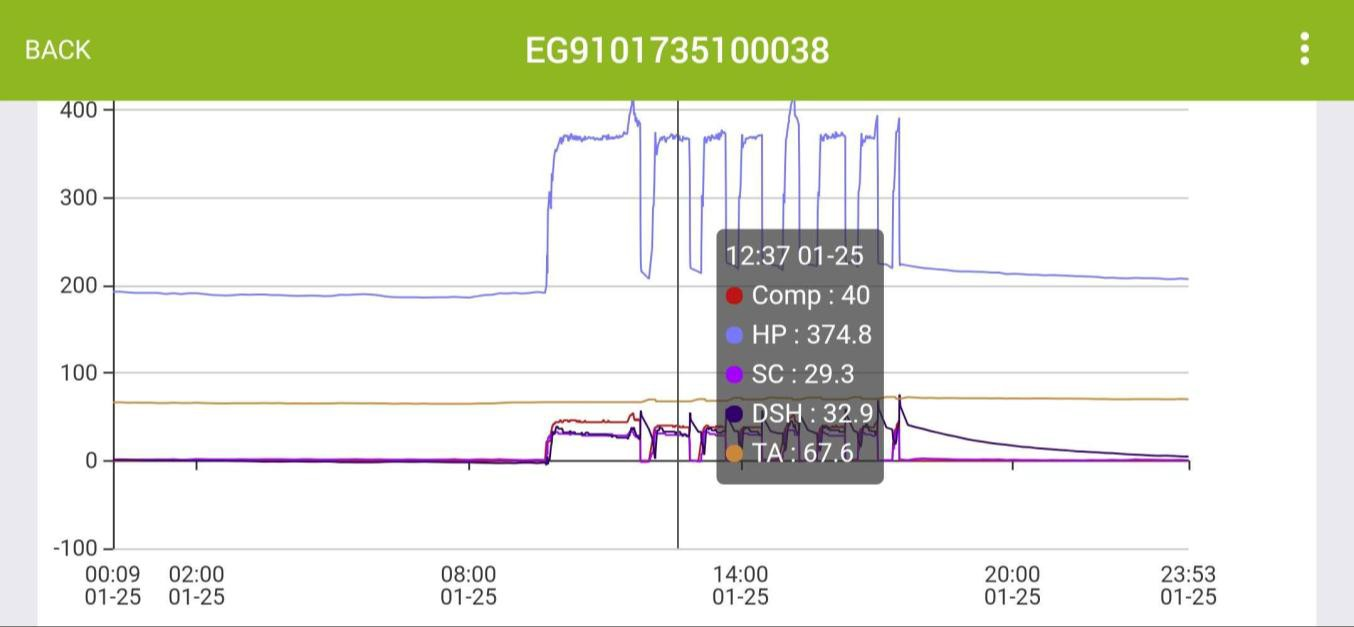 BACK
EG9101735100038
400
300
200
100
0
-100
12:37 01-25
Comp : 40
HP : 374.8
SC : 29.3
DSH : 32.9
TA : 67.6
00:09 02:00 08:00 14:00 20:00 23:53
01-25 01-25 01-25 01-25 01-25 01-25